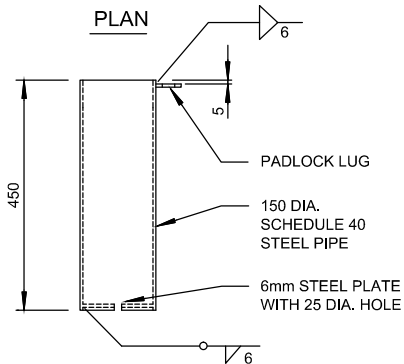 PLAN
6
5
450
PADLOCK LUG
150 DIA.
SCHEDULE 40
STEEL PIPE
6mm STEEL PLATE
WITH 25 DIA. HOLE
6